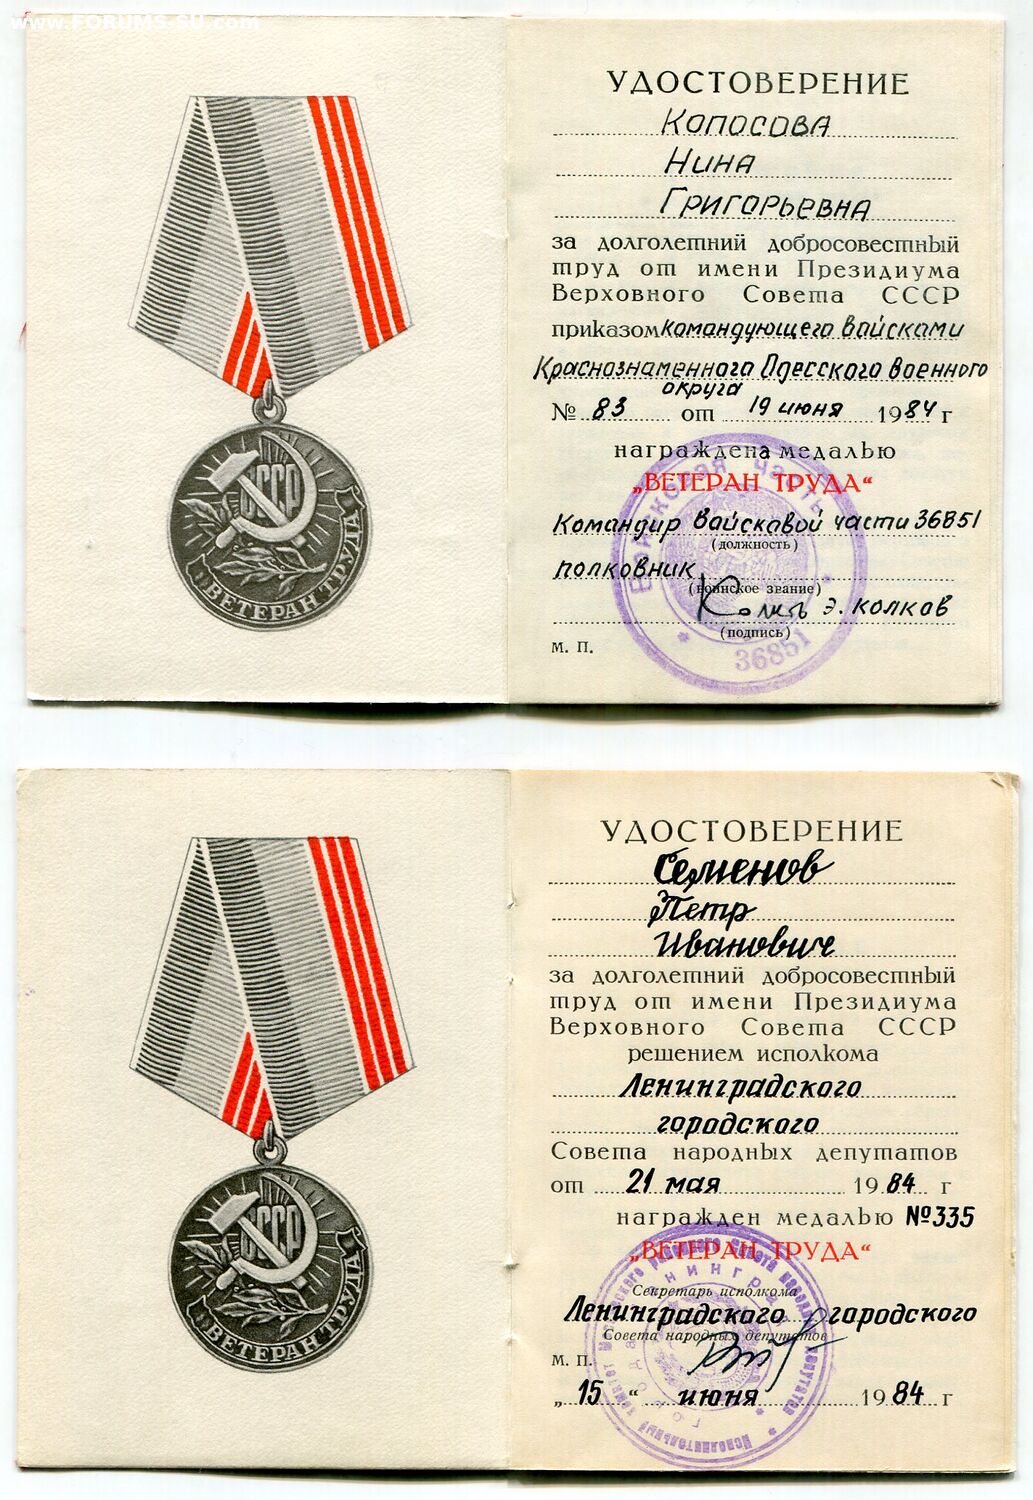 www.FORUMS-SU.com
СССР
ВЕТЕРАН ТРУДА
УДОСТОВЕРЕНИЕ
Копосова
Нина
Григорьевна
за долголетний добросовестный
труд от имени Президиума
Верховного Совета СССР
приказом командующего войсками
Краснознаменного Одесского военного
округа
№ 83 от 19 июня 1984 г
награждена медалью
„ВЕТЕРАН ТРУДА“
Командир войсковой части 36851
(должность)
полковник
(воинское звание)
Э. Колков
(подпись)
м. п.
Войсковая часть
36851
СССР
ВЕТЕРАН ТРУДА
УДОСТОВЕРЕНИЕ
Семенов
Петр
Иванович
за долголетний добросовестный
труд от имени Президиума
Верховного Совета СССР
решением исполкома
Ленинградского
городского
Совета народных депутатов
от 21 мая 1984 г
награжден медалью №335
„ВЕТЕРАН ТРУДА“
Секретарь исполкома
Ленинградского городского
Совета народных депутатов
м. п.
„15“ июня 1984 г